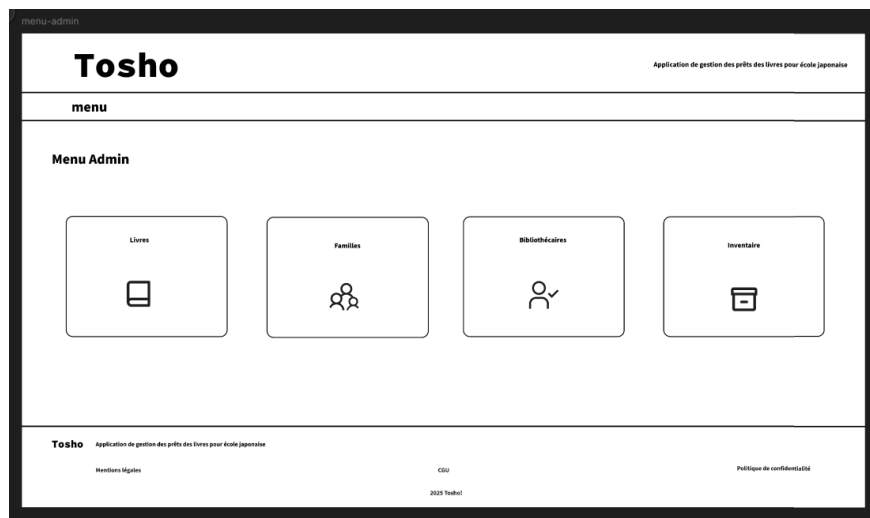 menu-admin
Tosho
Application de gestion des prêts des livres pour école japonaise
menu
Menu Admin
Livres
Familles
Bibliothécaires
Inventaire
Tosho
Application de gestion des prêts des livres pour école japonaise
Mentions légales
CGU
Politique de confidentialité
2025 Tosho!